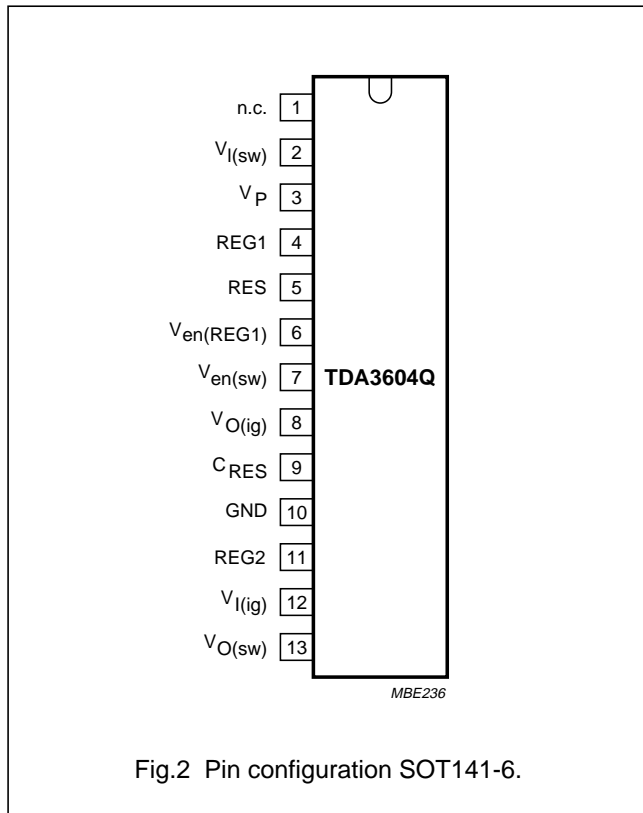 n.c. 1
VI(sw) 2
VP 3
REG1 4
RES 5
Ven(REG1) 6
Ven(sw) 7
TDA3604Q
VO(ig) 8
CRES 9
GND 10
REG2 11
VI(ig) 12
VO(sw) 13
MBE236
Fig.2 Pin configuration SOT141-6.